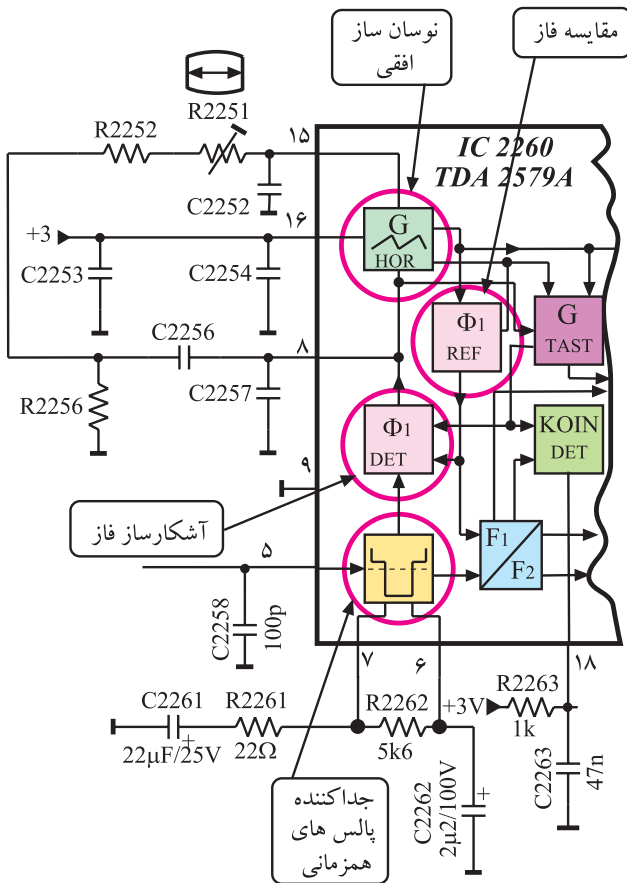 نوسان ساز
افقی
مقایسه فاز
R2251
R2252
۱۵
IC 2260
TDA 2579A
C2252
۱۶
+3
G
HOR
C2253
C2254
Φ1
REF
G
TAST
C2256
۸
R2256
C2257
Φ1
DET
KOIN
DET
۹
آشکارساز فاز
۵
F1
F2
C2258
100p
۷
۶
۱۸
C2261
R2261
R2262
+3V
R2263
22µF/25V
22Ω
5k6
1k
جداکننده
پالس های
همزمانی
C2262
2µ2/100V
C2263
47n